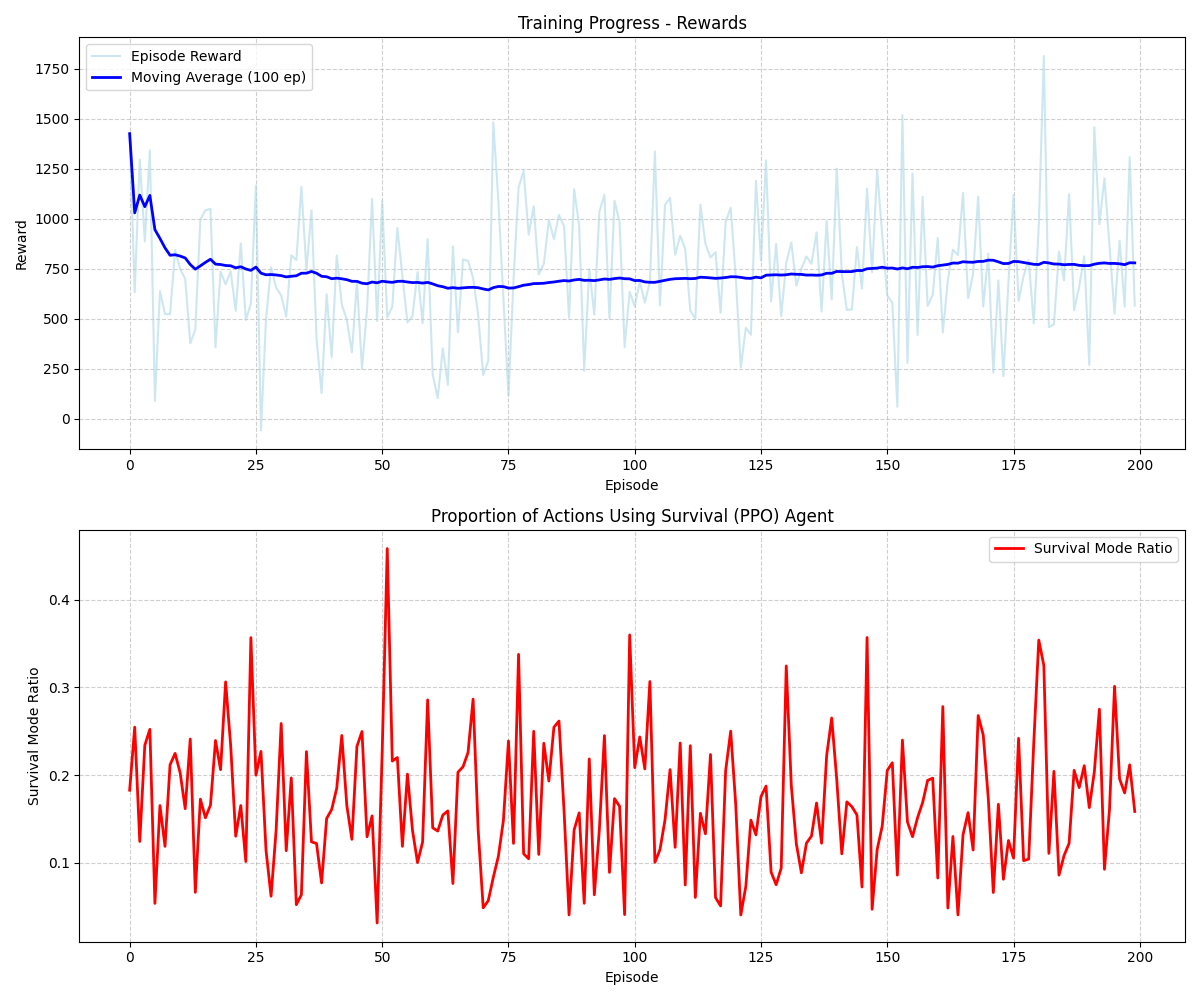 Training Progress - Rewards
Episode Reward
Moving Average (100 ep)
1750
1500
1250
1000
750
500
250
0
Reward
0 25 50 75 100 125 150 175 200
Episode
Proportion of Actions Using Survival (PPO) Agent
Survival Mode Ratio
0.4
0.3
0.2
0.1
Survival Mode Ratio
0 25 50 75 100 125 150 175 200
Episode